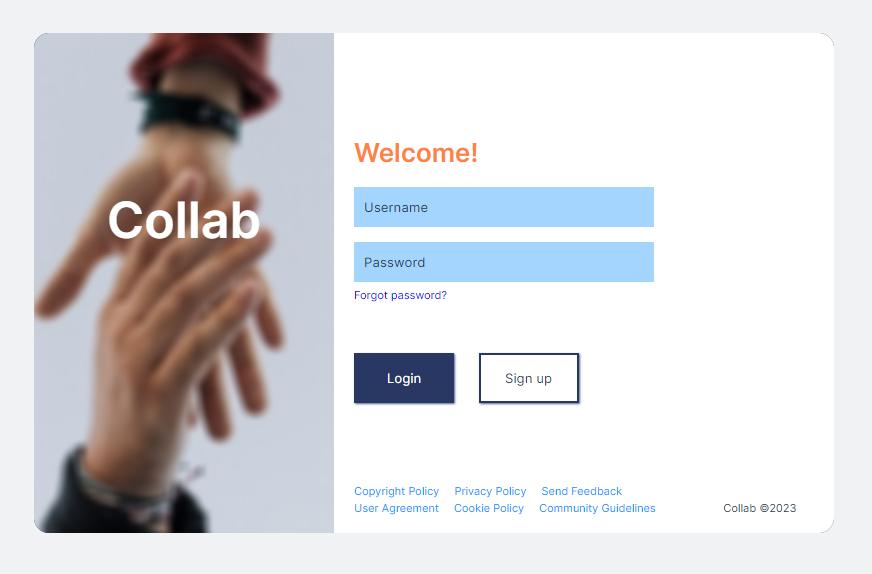 Collab
Welcome!
Username
Password
Forgot password?
Login
Sign up
Copyright Policy Privacy Policy Send Feedback
User Agreement Cookie Policy Community Guidelines
Collab ©2023